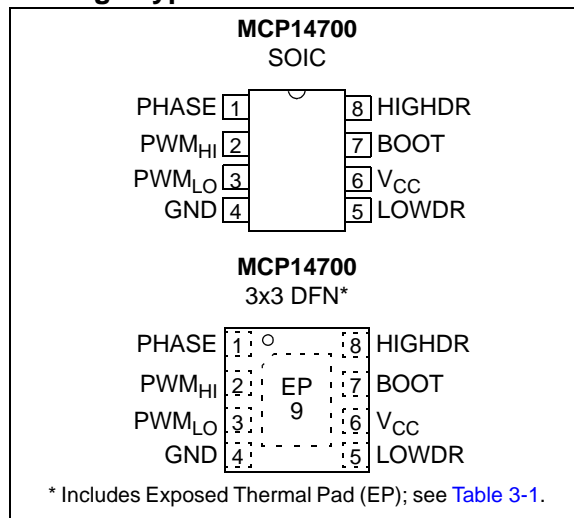 MCP14700
SOIC
PHASE 1 8 HIGHDR
PWMHI 2 7 BOOT
PWMLO 3 6 VCC
GND 4 5 LOWDR
MCP14700
3x3 DFN*
PHASE 1 8 HIGHDR
PWMHI 2 EP 7 BOOT
PWMLO 3 9 6 VCC
GND 4 5 LOWDR
* Includes Exposed Thermal Pad (EP); see Table 3-1.